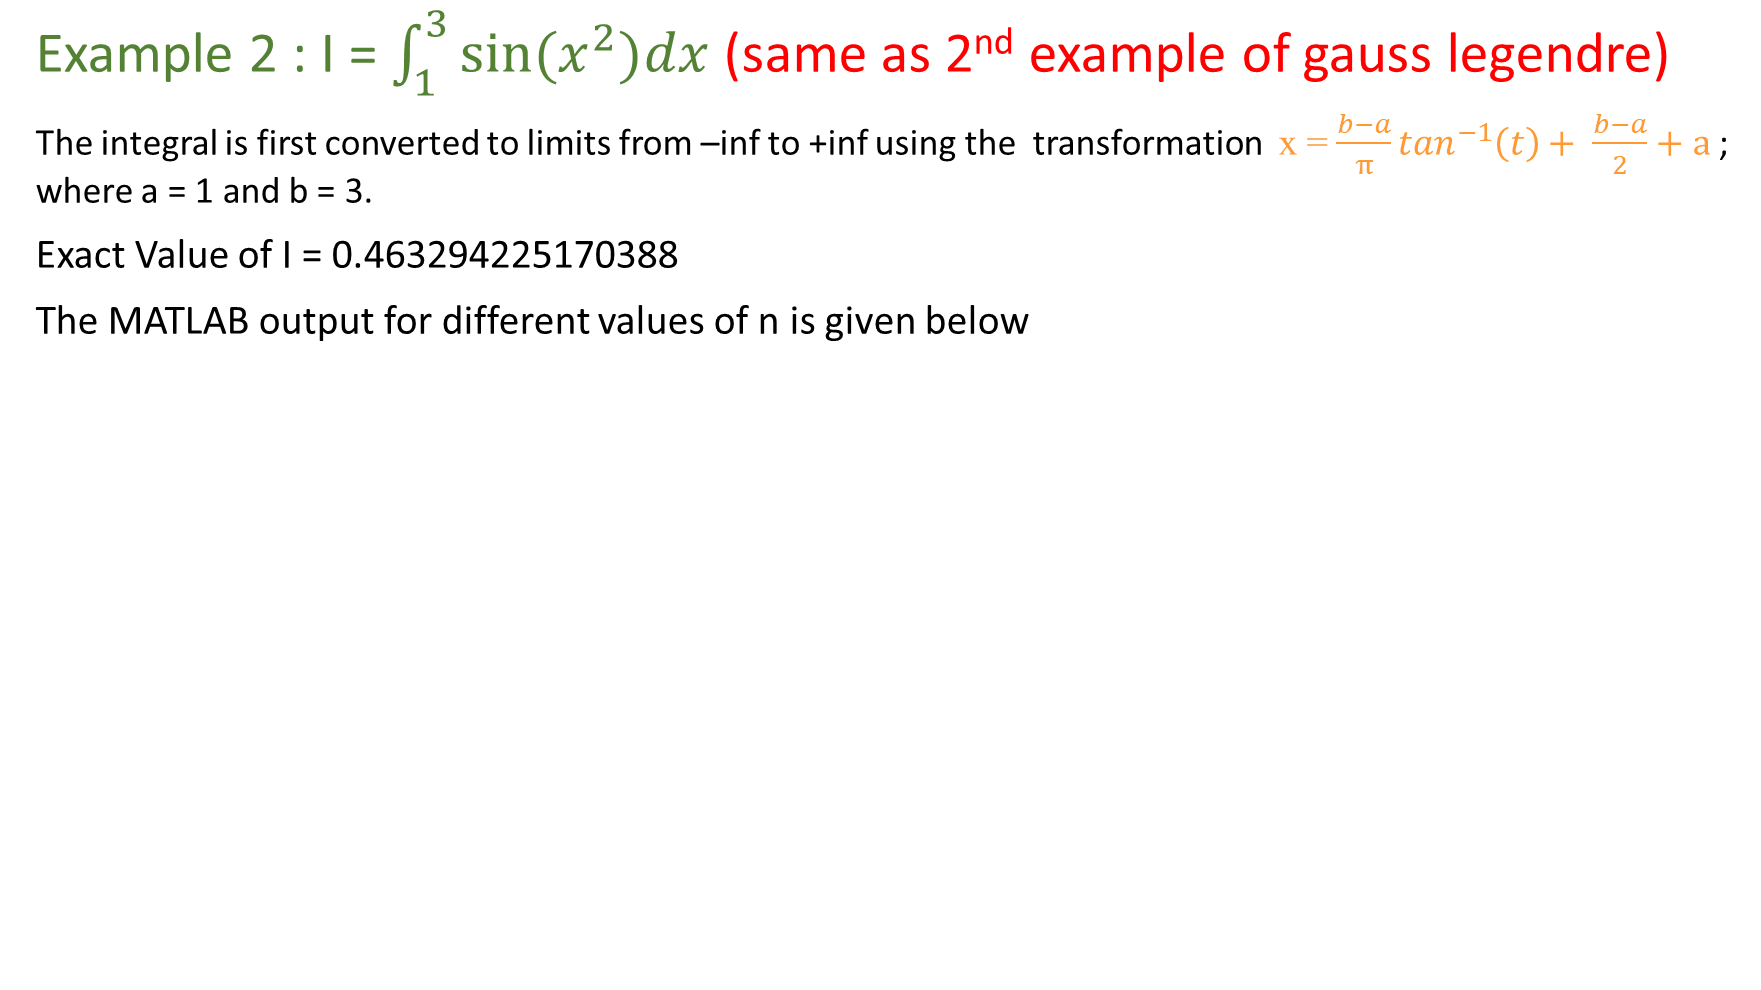 Example 2 : I = ∫₁³ sin(x²)dx (same as 2nd example of gauss legendre)
The integral is first converted to limits from –inf to +inf using the transformation x = b−a/π tan⁻¹(t) + b−a/2 + a ;
where a = 1 and b = 3.
Exact Value of I = 0.463294225170388
The MATLAB output for different values of n is given below